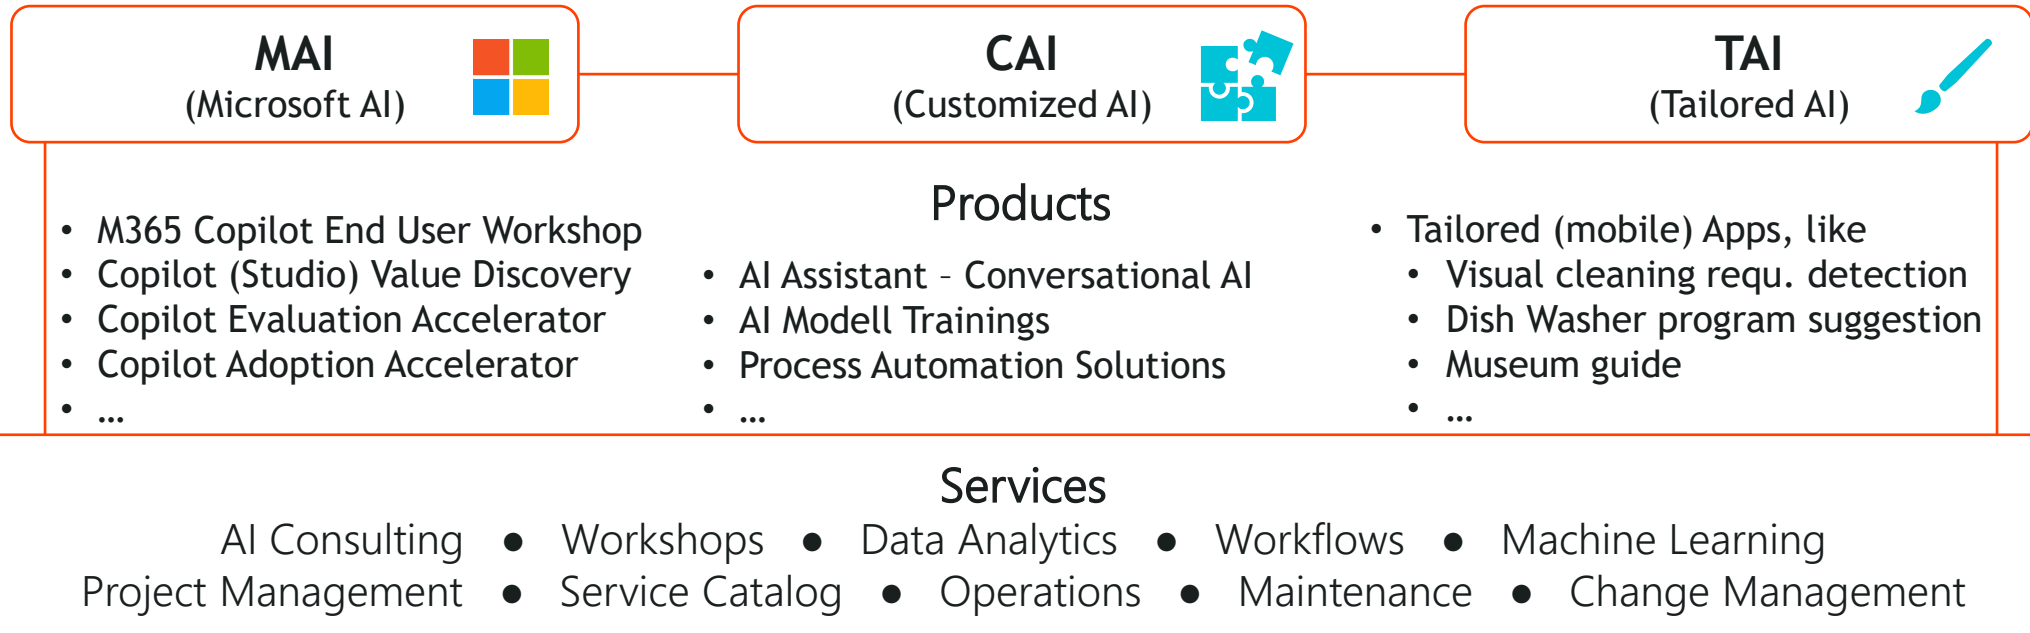 MAI
(Microsoft AI)
CAI
(Customized AI)
TAI
(Tailored AI)
Products
• M365 Copilot End User Workshop
• Copilot (Studio) Value Discovery
• Copilot Evaluation Accelerator
• Copilot Adoption Accelerator
• …
• AI Assistant – Conversational AI
• AI Modell Trainings
• Process Automation Solutions
• …
• Tailored (mobile) Apps, like
• Visual cleaning requ. detection
• Dish Washer program suggestion
• Museum guide
• …
Services
AI Consulting ● Workshops ● Data Analytics ● Workflows ● Machine Learning
Project Management ● Service Catalog ● Operations ● Maintenance ● Change Management